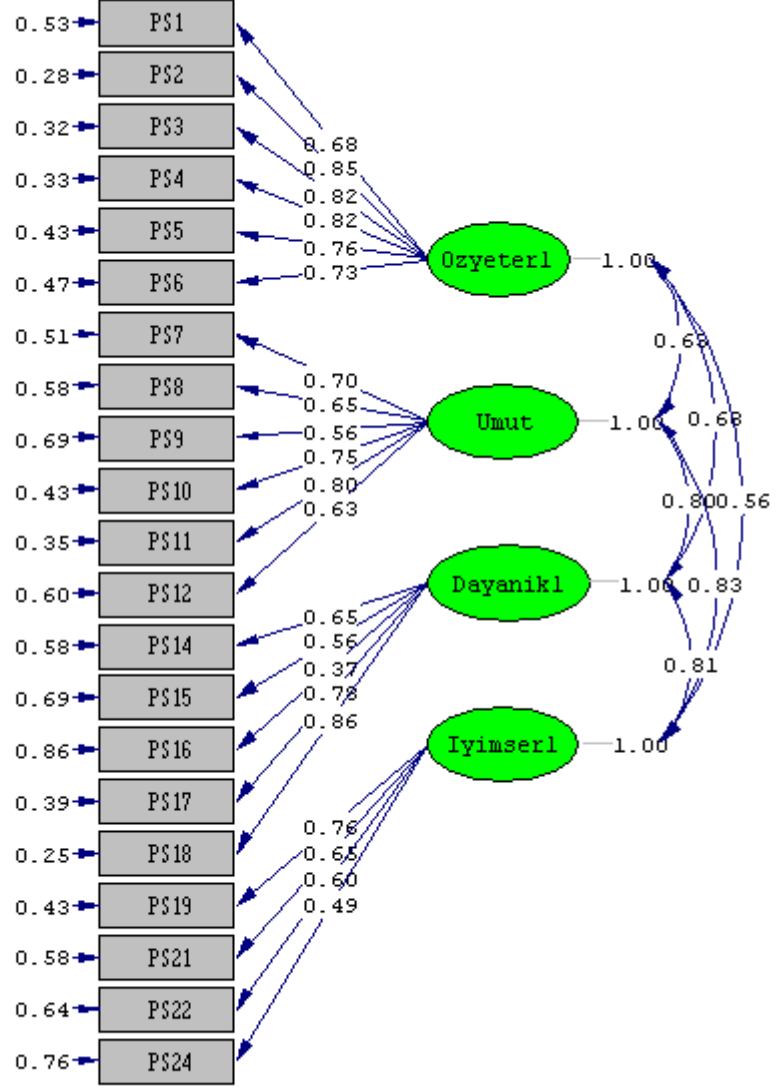 0.53 PS1
0.28 PS2
0.32 PS3
0.33 PS4
0.43 PS5
0.47 PS6
0.51 PS7
0.58 PS8
0.69 PS9
0.43 PS10
0.35 PS11
0.60 PS12
0.58 PS14
0.69 PS15
0.86 PS16
0.39 PS17
0.25 PS18
0.43 PS19
0.58 PS21
0.64 PS22
0.76 PS24
0.68
0.85
0.82
0.82
0.76
0.73
0.70
0.65
0.56
0.75
0.80
0.63
0.65
0.56
0.37
0.78
0.86
0.76
0.65
0.60
0.49
Ozyeterl 1.00
Umut 1.00
Dayanikl 1.00
Iyimserl 1.00
0.68
0.80
0.56
0.83
0.81